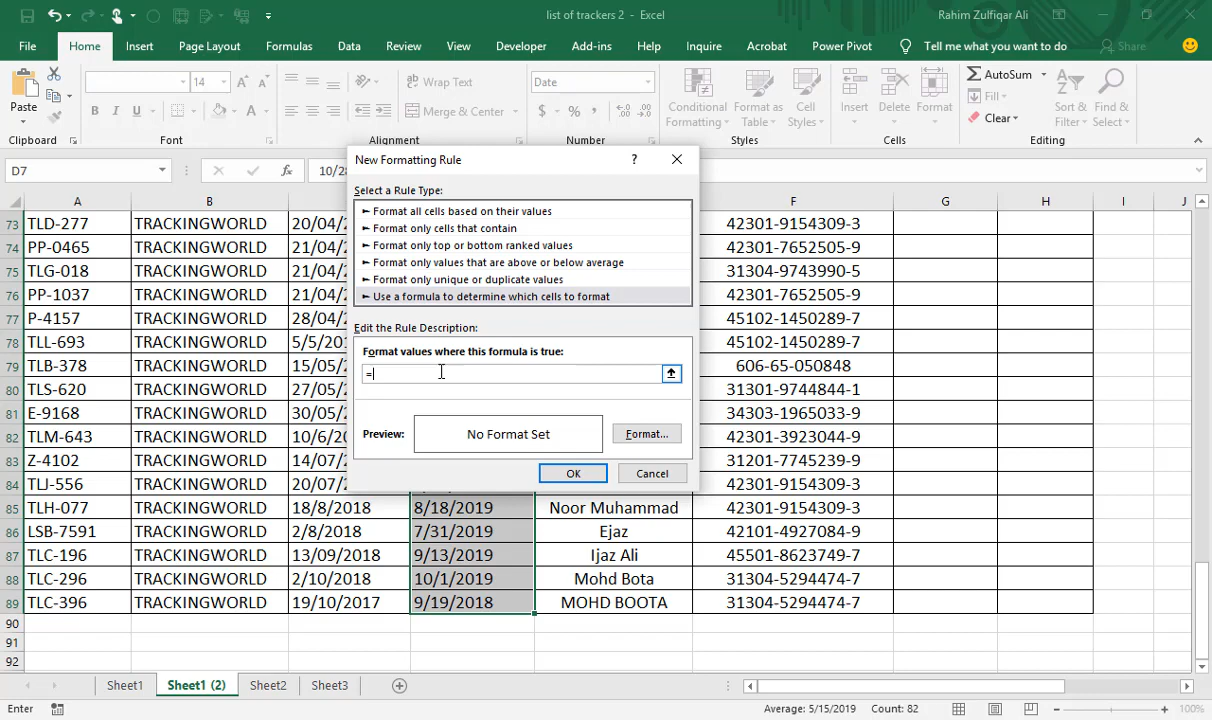 list of trackers 2 - Excel
Rahim Zulfiqar Ali
File Home Insert Page Layout Formulas Data Review View Developer Add-ins Help Inquire Acrobat Power Pivot Tell me what you want to do Share
Paste
Clipboard
14
B I U A
Font
Wrap Text
Merge & Center
Alignment
Date
$ % ,
Number
Conditional Formatting
Format as Table
Cell Styles
Styles
Insert Delete Format
Cells
AutoSum
Fill
Clear
Sort & Filter
Find & Select
Editing
D7 fx 10/28
A B F G H I J
73 TLD-277 TRACKINGWORLD 20/04/2 42301-9154309-3
74 PP-0465 TRACKINGWORLD 21/04/2 42301-7652505-9
75 TLG-018 TRACKINGWORLD 21/04/2 31304-9743990-5
76 PP-1037 TRACKINGWORLD 21/04/2 42301-7652505-9
77 P-4157 TRACKINGWORLD 28/04/2 45102-1450289-7
78 TLL-693 TRACKINGWORLD 5/5/201 45102-1450289-7
79 TLB-378 TRACKINGWORLD 15/05/2 606-65-050848
80 TLS-620 TRACKINGWORLD 27/05/2 31301-9744844-1
81 E-9168 TRACKINGWORLD 30/05/2 34303-1965033-9
82 TLM-643 TRACKINGWORLD 10/6/2 42301-3923044-9
83 Z-4102 TRACKINGWORLD 14/07/2 31201-7745239-9
84 TLJ-556 TRACKINGWORLD 20/07/2 42301-9154309-3
85 TLH-077 TRACKINGWORLD 18/8/2018 8/18/2019 Noor Muhammad 42301-9154309-3
86 LSB-7591 TRACKINGWORLD 2/8/2018 7/31/2019 Ejaz 42101-4927084-9
87 TLC-196 TRACKINGWORLD 13/09/2018 9/13/2019 Ijaz Ali 45501-8623749-7
88 TLC-296 TRACKINGWORLD 2/10/2018 10/1/2019 Mohd Bota 31304-5294474-7
89 TLC-396 TRACKINGWORLD 19/10/2017 9/19/2018 MOHD BOOTA 31304-5294474-7
90
91
92
New Formatting Rule ?
Select a Rule Type:
► Format all cells based on their values
► Format only cells that contain
► Format only top or bottom ranked values
► Format only values that are above or below average
► Format only unique or duplicate values
► Use a formula to determine which cells to format
Edit the Rule Description:
Format values where this formula is true:
=
Preview: No Format Set Format...
OK Cancel
Sheet1 Sheet1 (2) Sheet2 Sheet3
Enter Average: 5/15/2019 Count: 82 100%